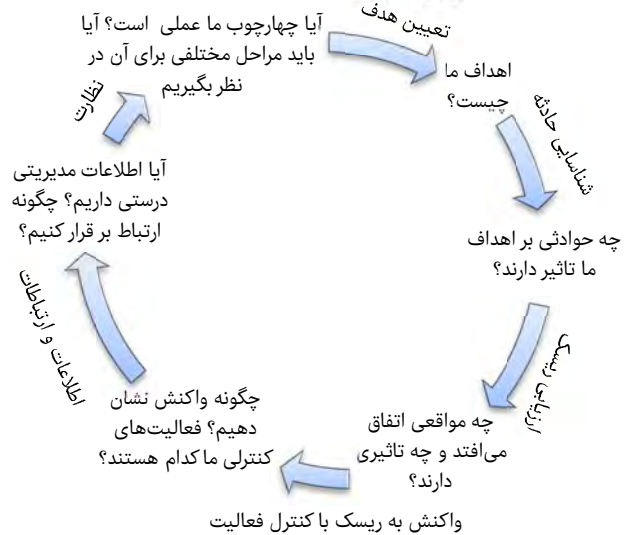 تعیین هدف
اهداف ما
چیست؟
شناسایی حادثه
چه حوادثی بر اهداف
ما تاثیر دارند؟
ارزیابی ریسک
چه مواقعی اتفاق
می‌افتد و چه تاثیری
دارند؟
واکنش به ریسک با کنترل فعالیت
چگونه واکنش نشان
دهیم؟ فعالیت‌های
کنترلی ما کدام هستند؟
اطلاعات و ارتباطات
آیا اطلاعات مدیریتی
درستی داریم؟ چگونه
ارتباط بر قرار کنیم؟
نظارت
آیا چهارچوب ما عملی است؟ آیا
باید مراحل مختلفی برای آن در
نظر بگیریم